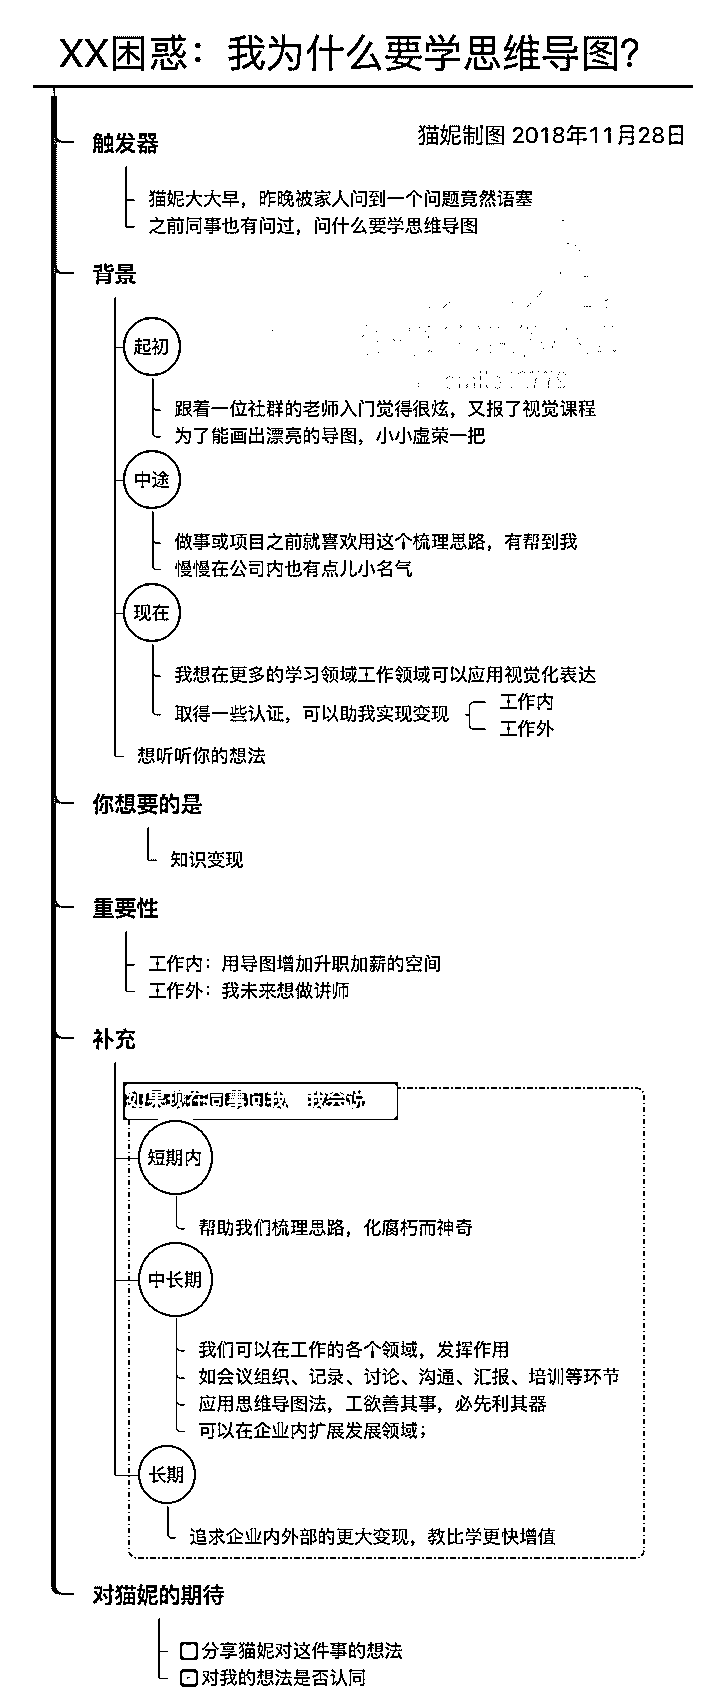 XX困惑：我为什么要学思维导图？
猫妮制图 2018年11月28日
触发器
猫妮大大早，昨晚被家人问到一个问题竟然语塞
之前同事也有问过，问什么要学思维导图
背景
起初
跟着一位社群的老师入门觉得很炫，又报了视觉课程
为了能画出漂亮的导图，小小虚荣一把
中途
做事或项目之前就喜欢用这个梳理思路，有帮到我
慢慢在公司内也有点儿小名气
现在
我想在更多的学习领域工作领域可以应用视觉化表达
取得一些认证，可以助我实现变现
工作内
工作外
想听听你的想法
你想要的是
知识变现
重要性
工作内：用导图增加升职加薪的空间
工作外：我未来想做讲师
补充
如果现在同事问我，我会说
短期内
帮助我们梳理思路，化腐朽而神奇
中长期
我们可以在工作的各个领域，发挥作用
如会议组织、记录、讨论、沟通、汇报、培训等环节
应用思维导图法，工欲善其事，必先利其器
可以在企业内扩展发展领域；
长期
追求企业内外部的更大变现，教比学更快增值
对猫妮的期待
分享猫妮对这件事的想法
对我的想法是否认同